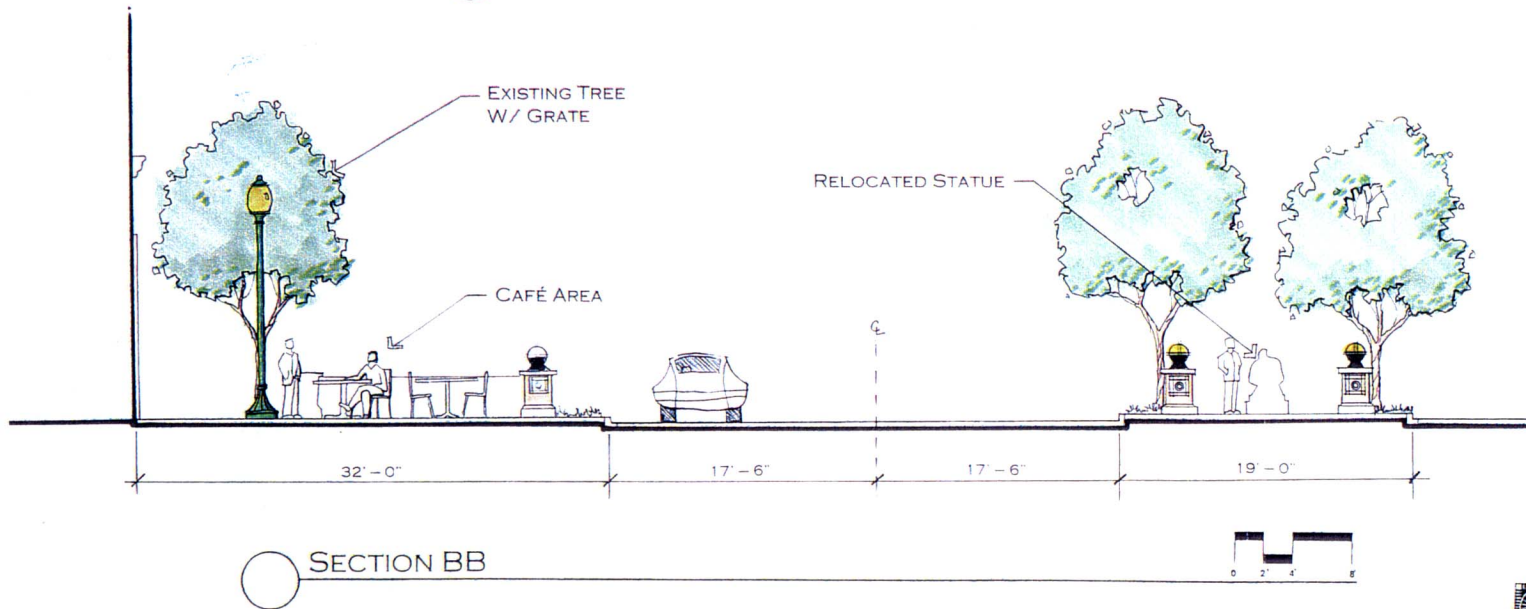 EXISTING TREE
W/ GRATE
RELOCATED STATUE
CAFÉ AREA
℄
32'-0"
17'-6"
17'-6"
19'-0"
SECTION BB
0 2' 4' 8'